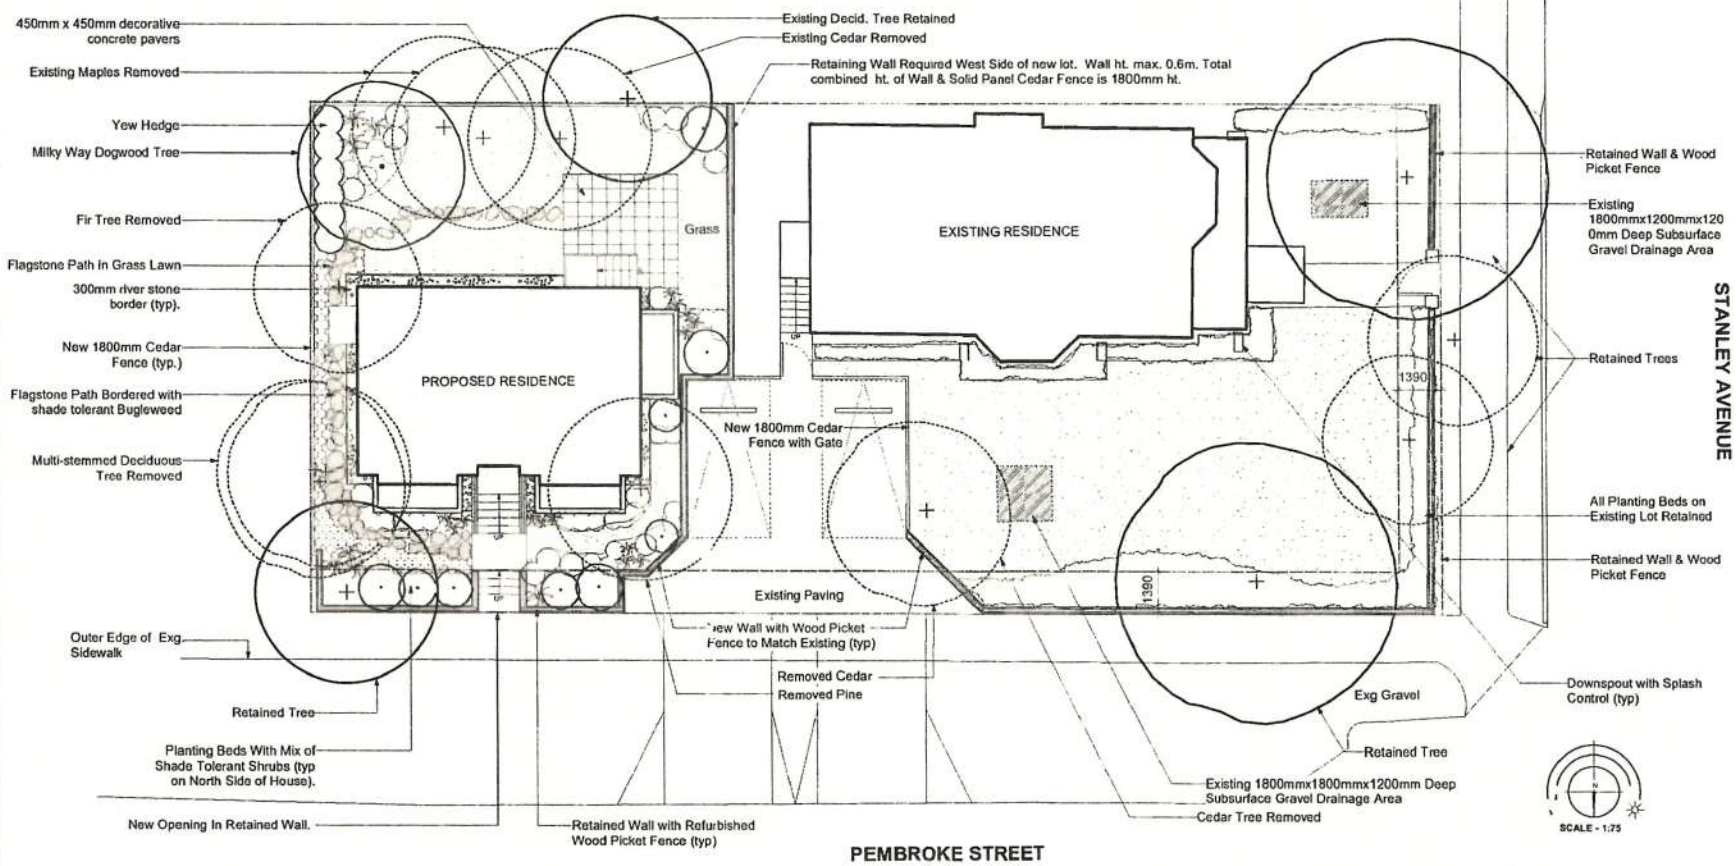 450mm x 450mm decorative
concrete pavers
Existing Maples Removed
Yew Hedge
Milky Way Dogwood Tree
Fir Tree Removed
Flagstone Path in Grass Lawn
300mm river stone
border (typ).
New 1800mm Cedar
Fence (typ.)
Flagstone Path Bordered with
shade tolerant Bugleweed
Multi-stemmed Deciduous
Tree Removed
Outer Edge of Exg
Sidewalk
Retained Tree
Planting Beds With Mix of
Shade Tolerant Shrubs (typ
on North Side of House).
New Opening In Retained Wall.
Existing Decid. Tree Retained
Existing Cedar Removed
Retaining Wall Required West Side of new lot. Wall ht. max. 0.6m. Total
combined ht. of Wall & Solid Panel Cedar Fence is 1800mm ht.
Grass
PROPOSED RESIDENCE
UP
UP
EXISTING RESIDENCE
UP
New 1800mm Cedar
Fence with Gate
Existing Paving
New Wall with Wood Picket
Fence to Match Existing (typ)
Removed Cedar
Removed Pine
Retained Wall with Refurbished
Wood Picket Fence (typ)
1390
1390
Exg Gravel
Retained Wall & Wood
Picket Fence
Existing
1800mmx1200mmx120
0mm Deep Subsurface
Gravel Drainage Area
Retained Trees
All Planting Beds on
Existing Lot Retained
Retained Wall & Wood
Picket Fence
Downspout with Splash
Control (typ)
Retained Tree
Existing 1800mmx1800mmx1200mm Deep
Subsurface Gravel Drainage Area
Cedar Tree Removed
STANLEY AVENUE
N
SCALE - 1:75
PEMBROKE STREET